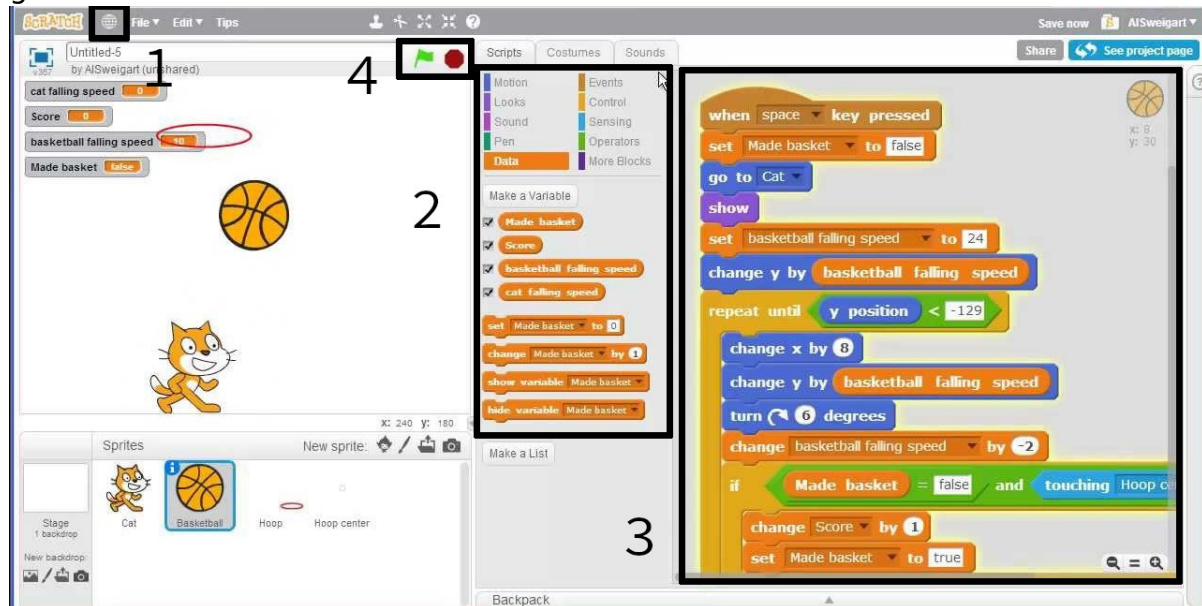 SCRATCH File Edit Tips Save now AlSweigart
1
Untitled-5
v367 by AlSweigart (unshared)
4
Scripts Costumes Sounds
Share See project page
cat falling speed 0
Score 0
basketball falling speed 10
Made basket false
2
Motion Events
Looks Control
Sound Sensing
Pen Operators
Data More Blocks
Make a Variable
Made basket
Score
basketball falling speed
cat falling speed
set Made basket to 0
change Made basket by 1
show variable Made basket
hide variable Made basket
Make a List
when space key pressed
set Made basket to false
go to Cat
show
set basketball falling speed to 24
change y by basketball falling speed
repeat until y position < -129
change x by 8
change y by basketball falling speed
turn 6 degrees
change basketball falling speed by -2
if Made basket = false and touching Hoop ce
change Score by 1
set Made basket to true
x: 8
y: 30
3
x: 240 y: 180
Sprites New sprite:
Stage
1 backdrop
New backdrop:
Cat Basketball Hoop Hoop center
Backpack